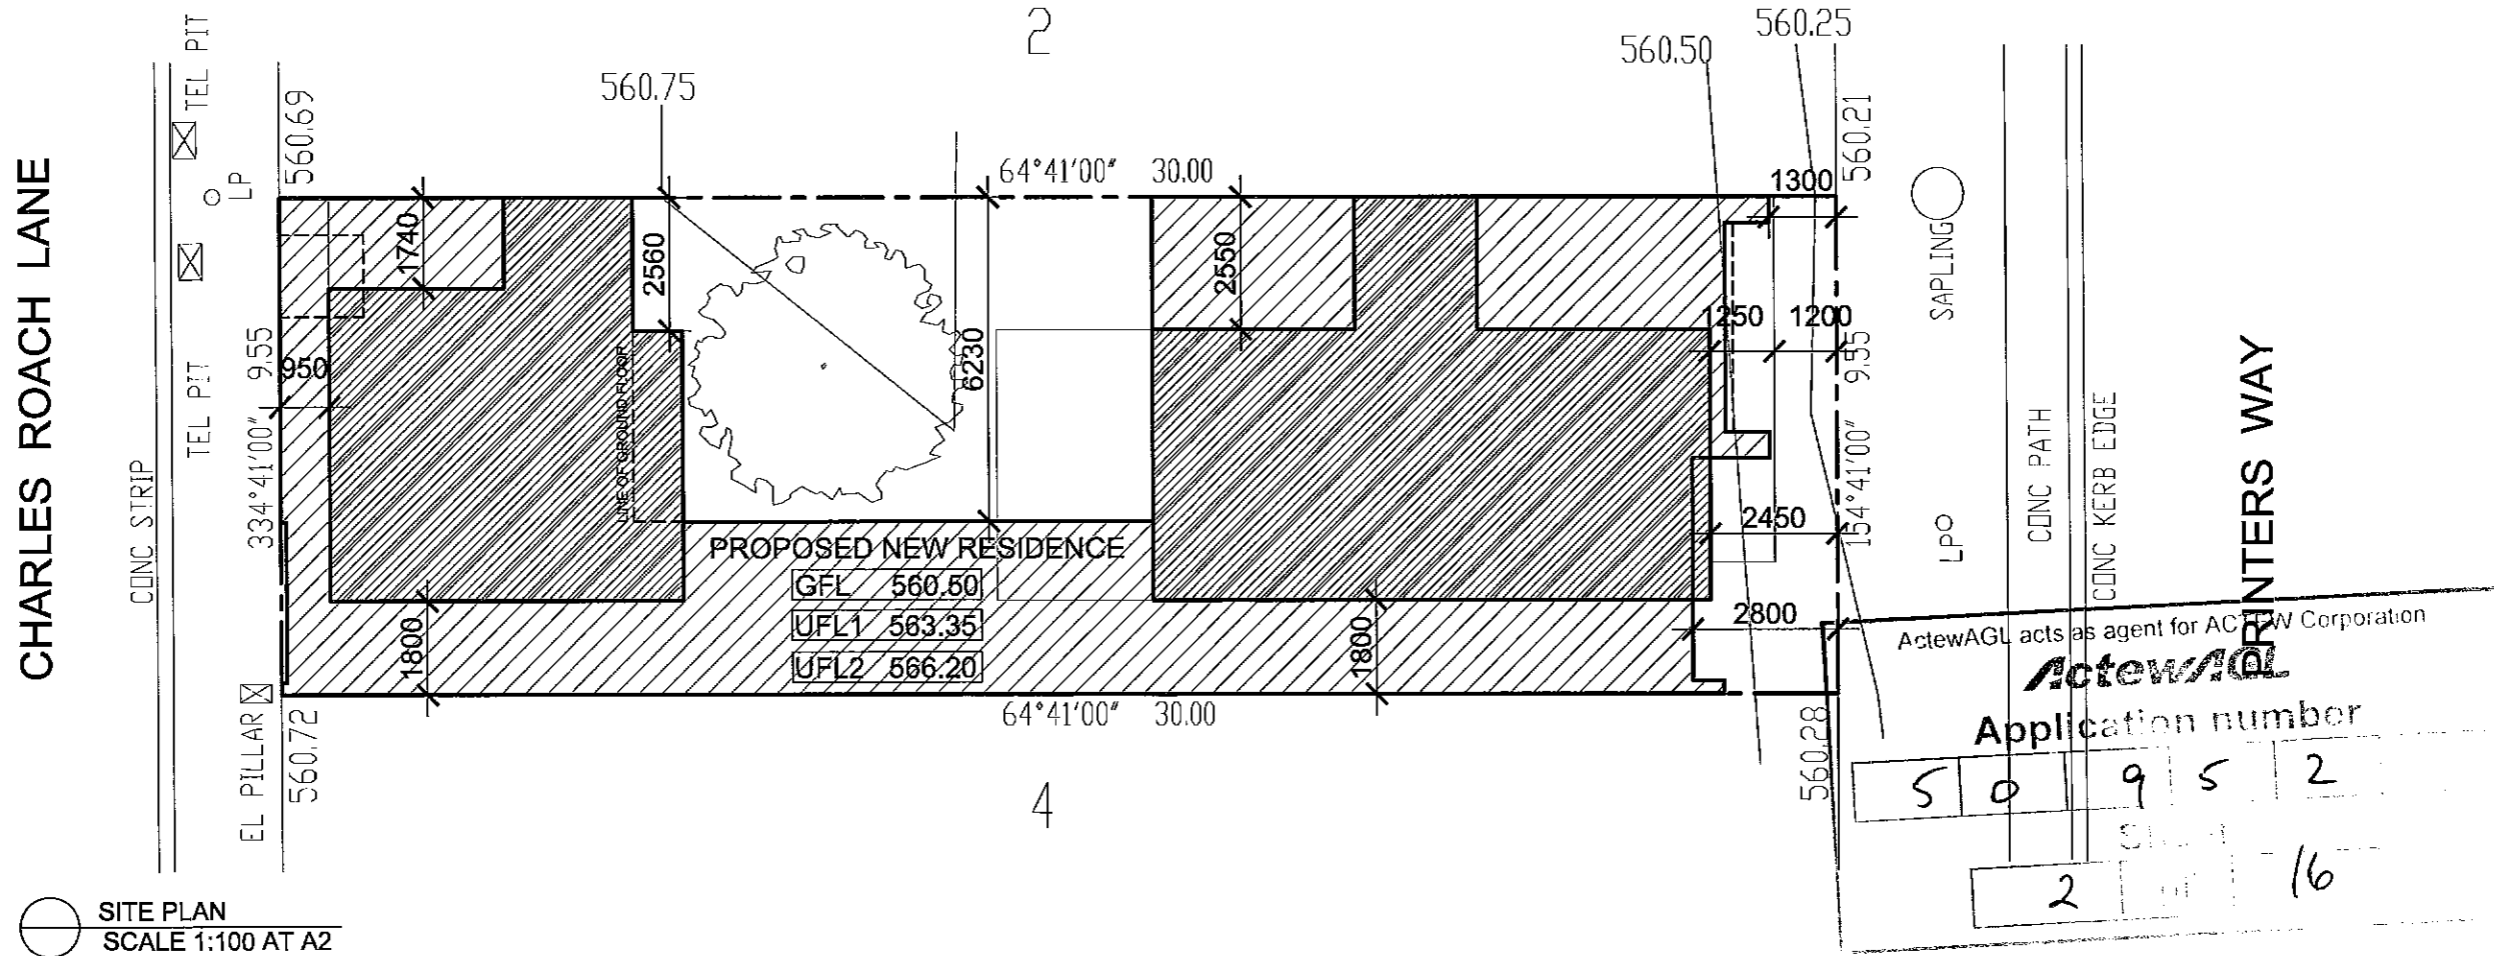 CHARLES ROACH LANE
CONC STRIP
TEL PIT
TEL PIT
LP
EL PILLAR
560.69
560.72
334°41'00" 9.55
950
1740
1800
560.75
2
560.50
560.25
64°41'00" 30.00
2560
LINE OF GROUND FLOOR
6230
2550
1300
560.21
1250
1200
154°41'00" 9.55
2450
2800
PROPOSED NEW RESIDENCE
GFL 560.50
UFL1 563.35
UFL2 566.20
1800
64°41'00" 30.00
560.28
4
SAPLING
LP
CONC PATH
CONC KERB EDGE
PRINTERS WAY
ActewAGL acts as agent for ACTEW Corporation
ActewAGL
Application number
5 0 9 5 2
2 of 16
SITE PLAN
SCALE 1:100 AT A2